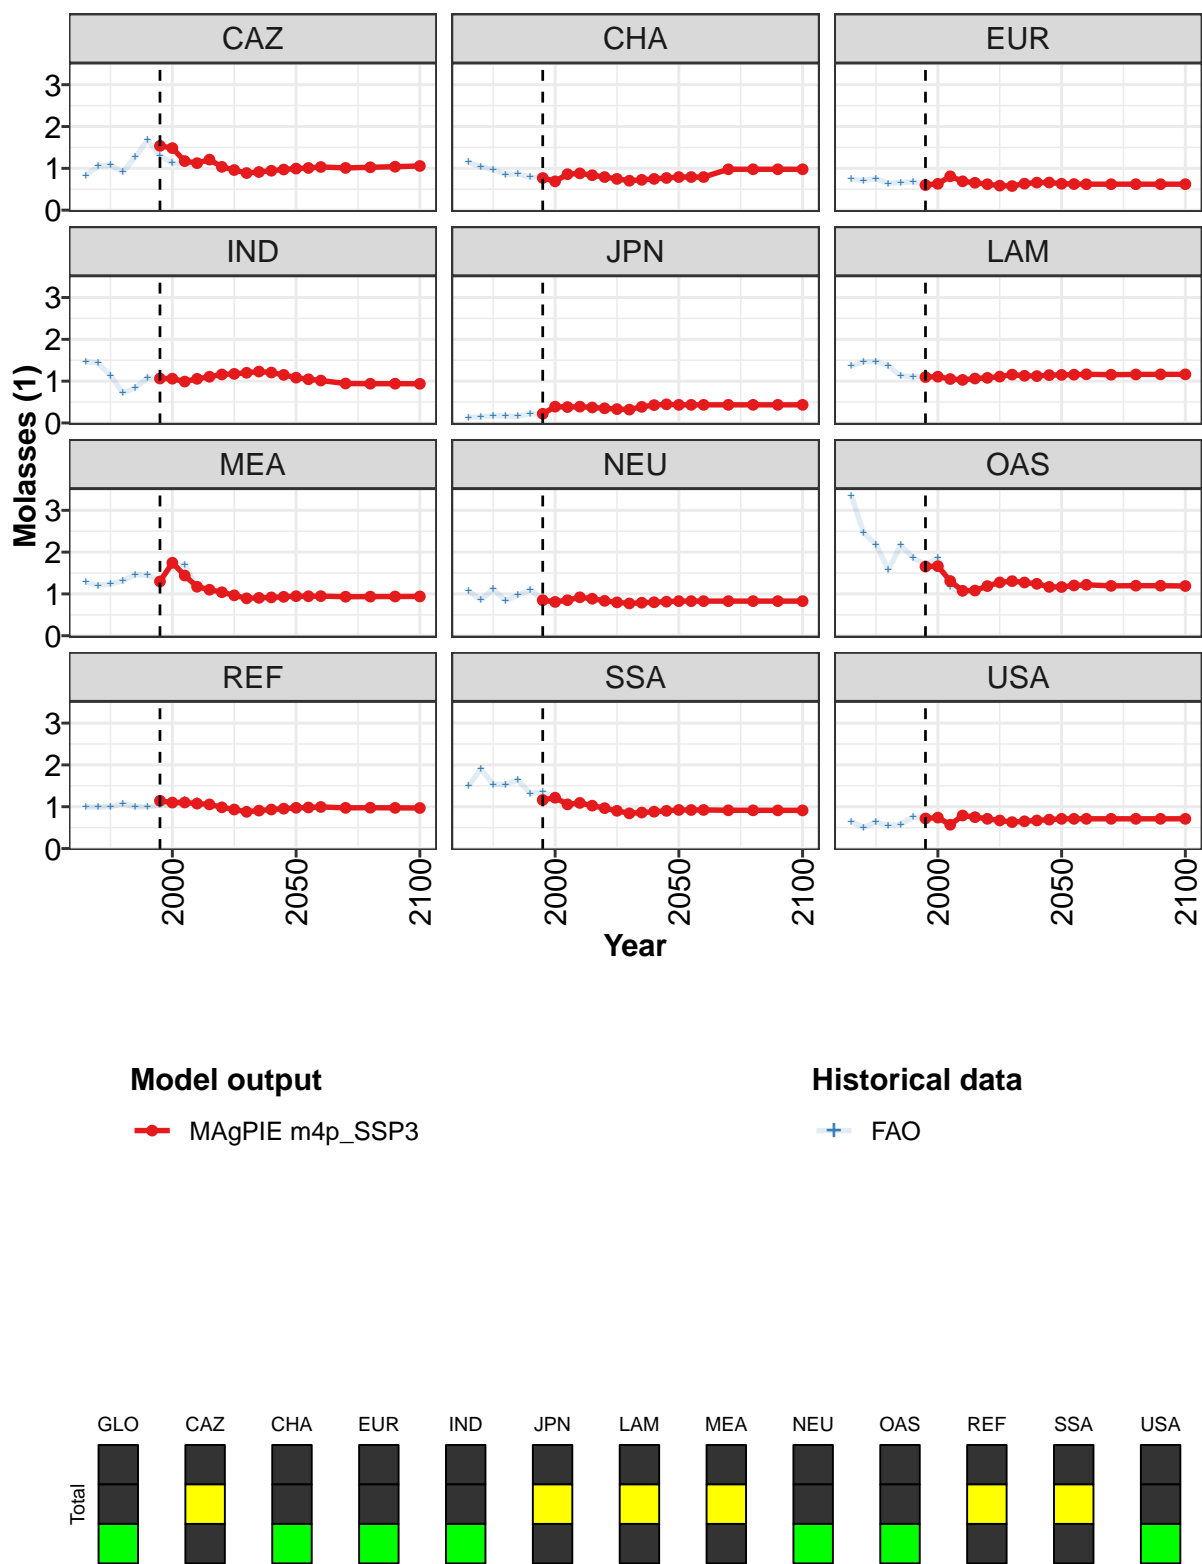 CAZ CHA EUR
3
2
1
0
IND JPN LAM
3
2
1
0
MEA NEU OAS
3
2
1
0
REF SSA USA
3
2
1
0
Molasses (1)
2000 2050 2100 2000 2050 2100 2000 2050 2100
Year
Model output Historical data
MAgPIE m4p_SSP3 FAO
GLO CAZ CHA EUR IND JPN LAM MEA NEU OAS REF SSA USA
Total